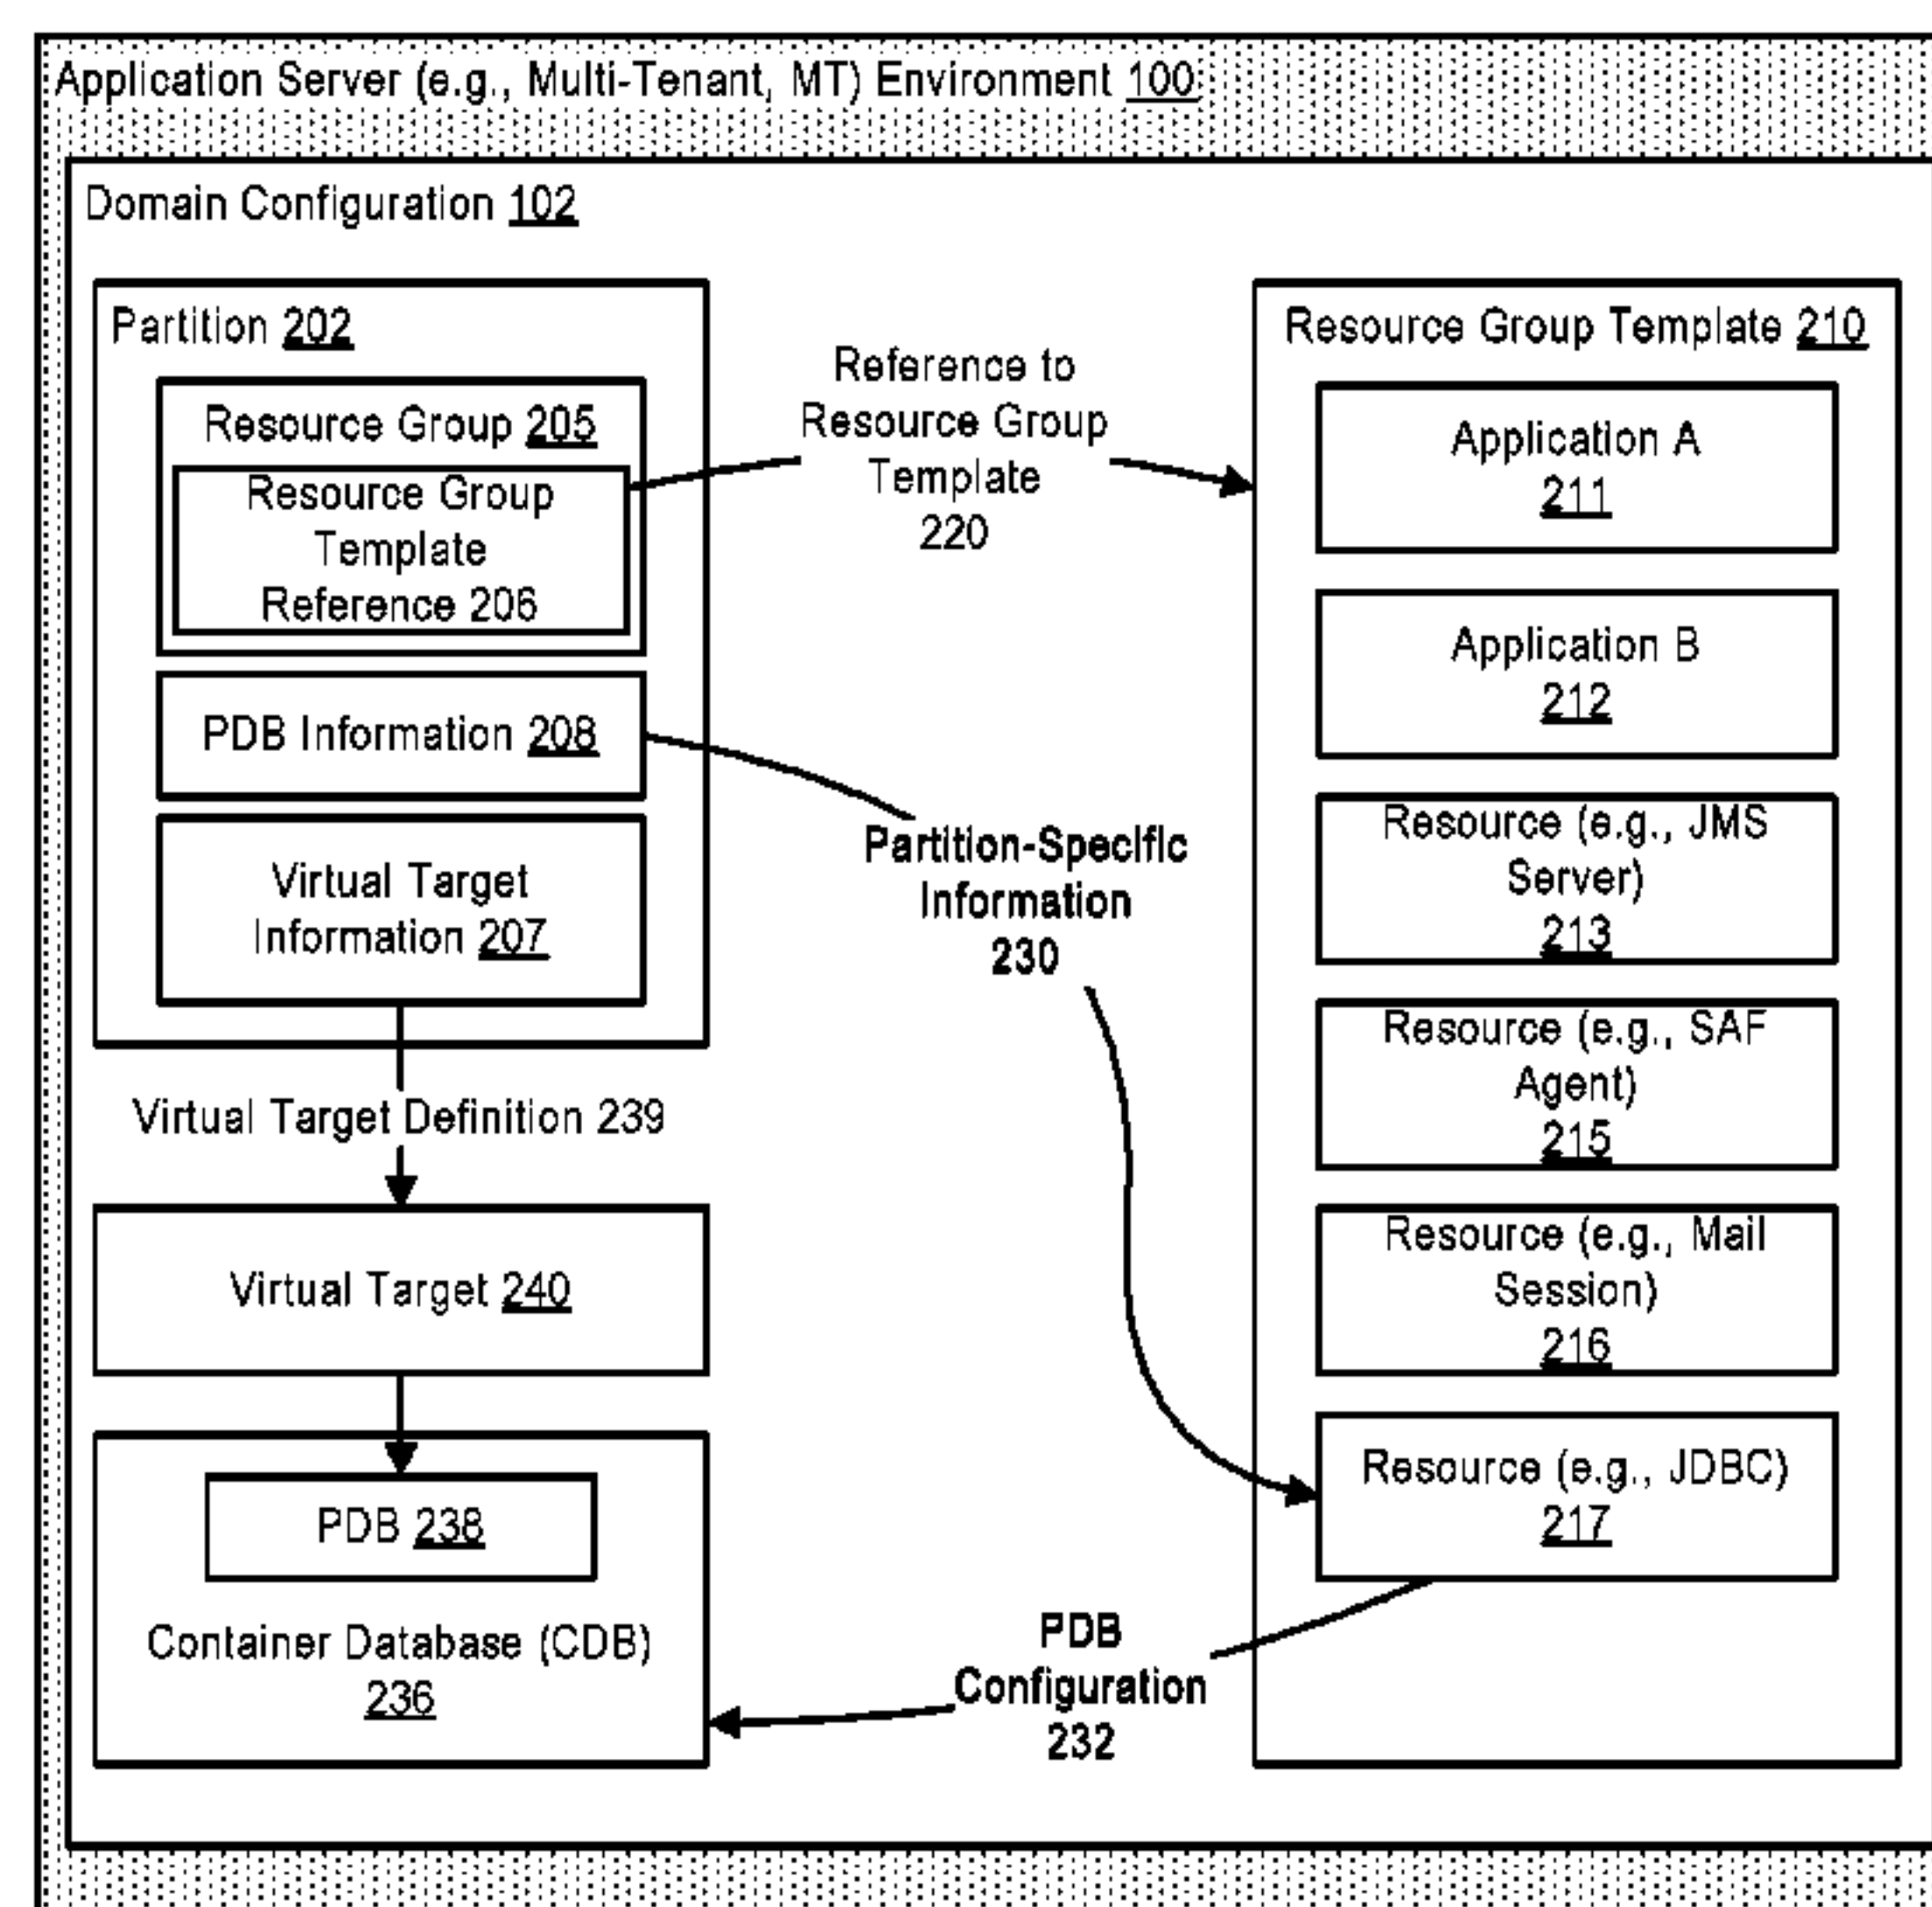 Application Server (e.g., Multi-Tenant, MT) Environment 100
Domain Configuration 102
Partition 202
Resource Group 205
Resource Group
Template
Reference 206
PDB Information 208
Virtual Target
Information 207
Virtual Target Definition 239
Virtual Target 240
PDB 238
Container Database (CDB)
236
Reference to
Resource Group
Template
220
Partition-Specific
Information
230
PDB
Configuration
232
Resource Group Template 210
Application A
211
Application B
212
Resource (e.g., JMS
Server)
213
Resource (e.g., SAF
Agent)
215
Resource (e.g., Mail
Session)
216
Resource (e.g., JDBC)
217